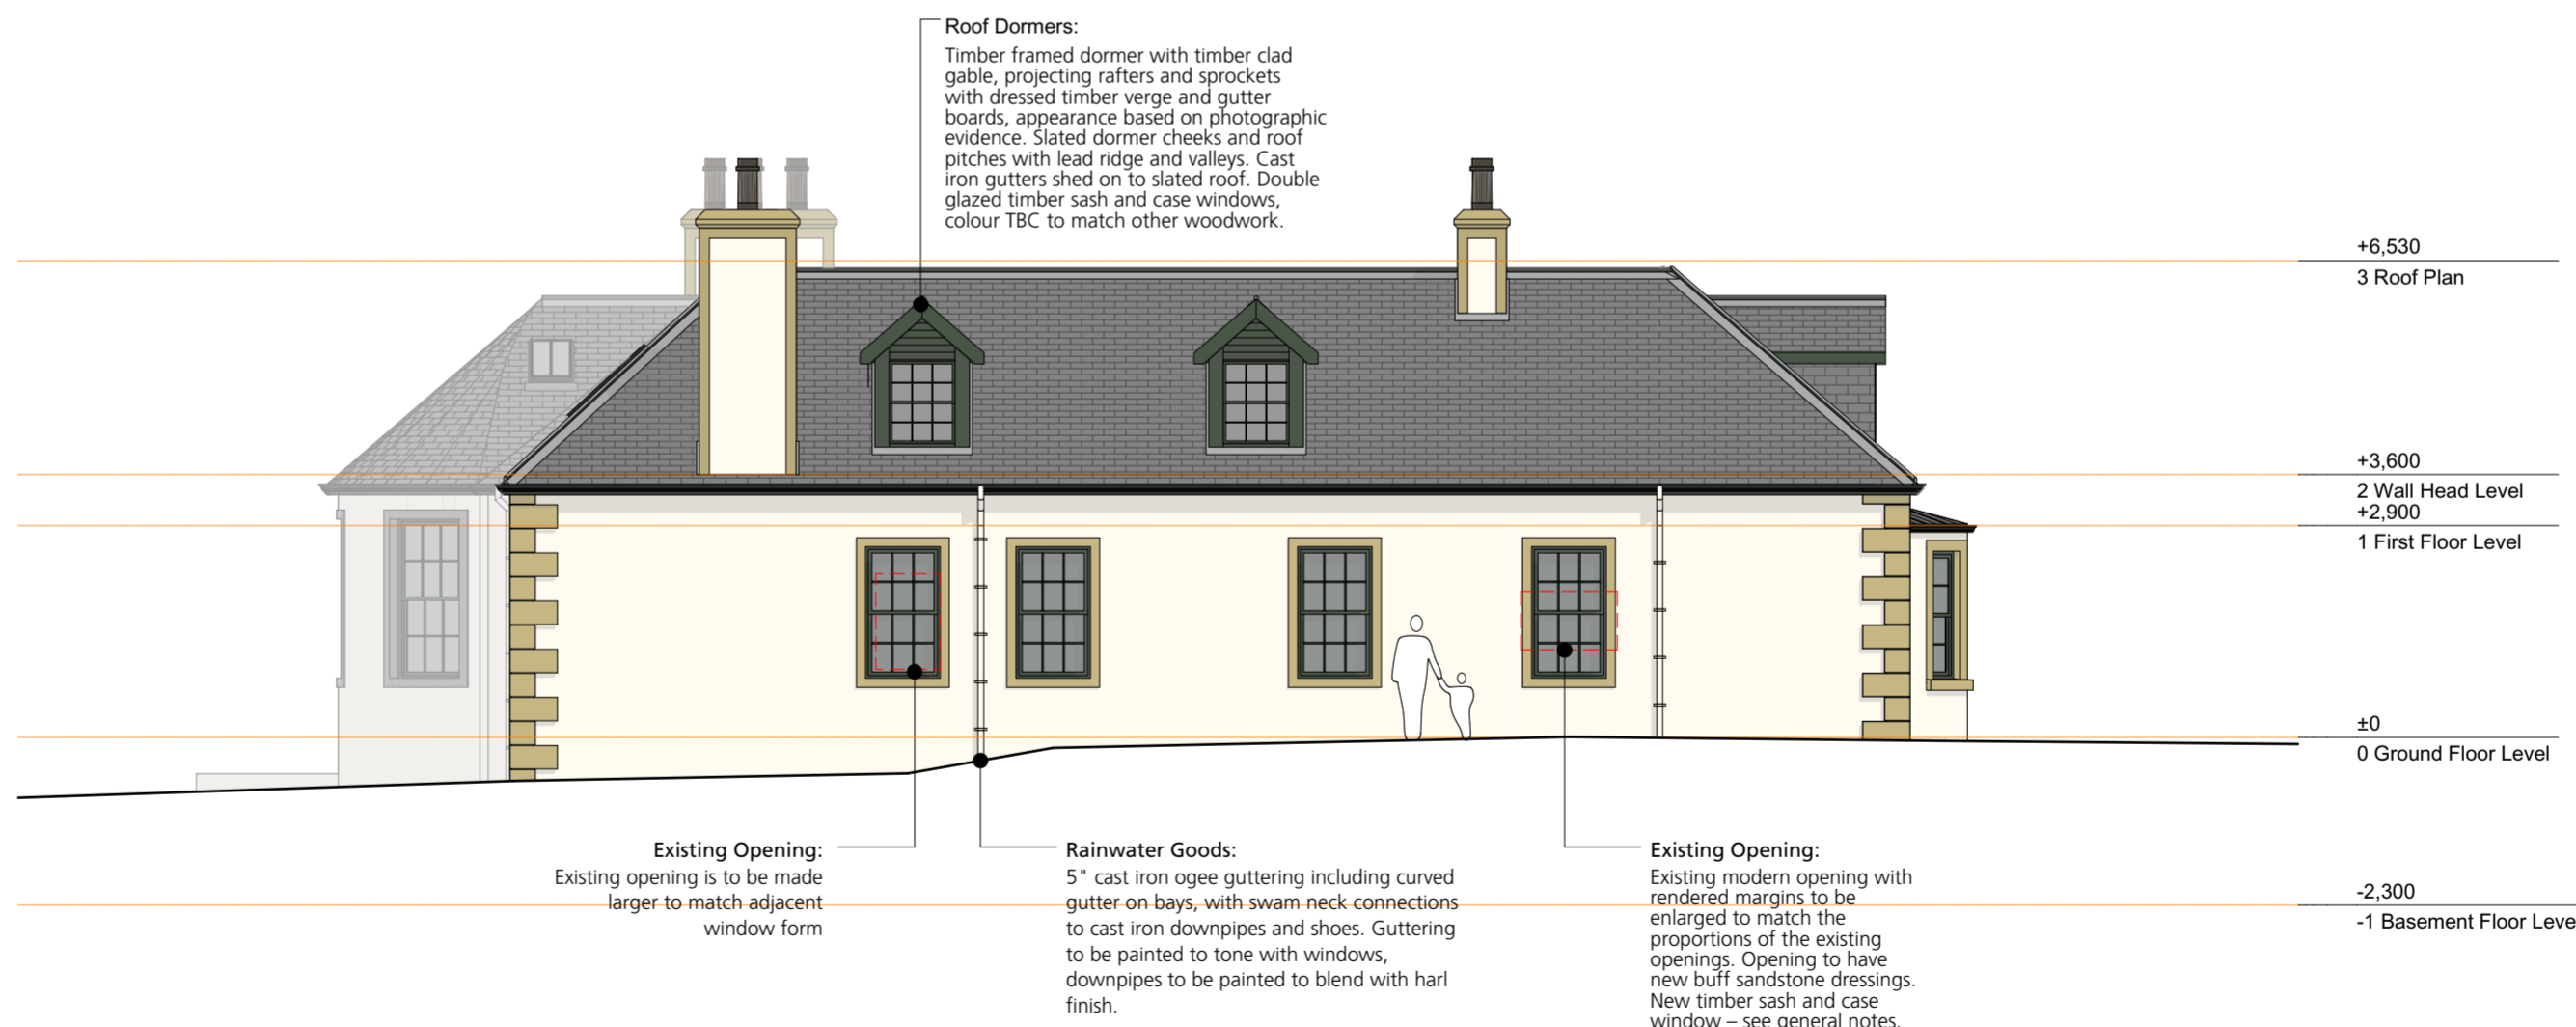 Roof Dormers:
Timber framed dormer with timber clad
gable, projecting rafters and sprockets
with dressed timber verge and gutter
boards, appearance based on photographic
evidence. Slated dormer cheeks and roof
pitches with lead ridge and valleys. Cast
iron gutters shed on to slated roof. Double
glazed timber sash and case windows,
colour TBC to match other woodwork.
+6,530
3 Roof Plan
+3,600
2 Wall Head Level
+2,900
1 First Floor Level
±0
0 Ground Floor Level
-2,300
-1 Basement Floor Leve
Existing Opening:
Existing opening is to be made
larger to match adjacent
window form
Rainwater Goods:
5" cast iron ogee guttering including curved
gutter on bays, with swam neck connections
to cast iron downpipes and shoes. Guttering
to be painted to tone with windows,
downpipes to be painted to blend with harl
finish.
Existing Opening:
Existing modern opening with
rendered margins to be
enlarged to match the
proportions of the existing
openings. Opening to have
new buff sandstone dressings.
New timber sash and case
window – see general notes.